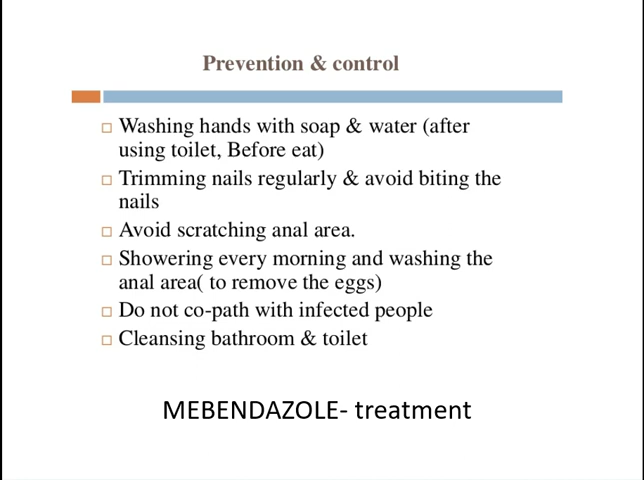 Prevention & control
Washing hands with soap & water (after
using toilet, Before eat)
Trimming nails regularly & avoid biting the
nails
Avoid scratching anal area.
Showering every morning and washing the
anal area( to remove the eggs)
Do not co-path with infected people
Cleansing bathroom & toilet
MEBENDAZOLE- treatment